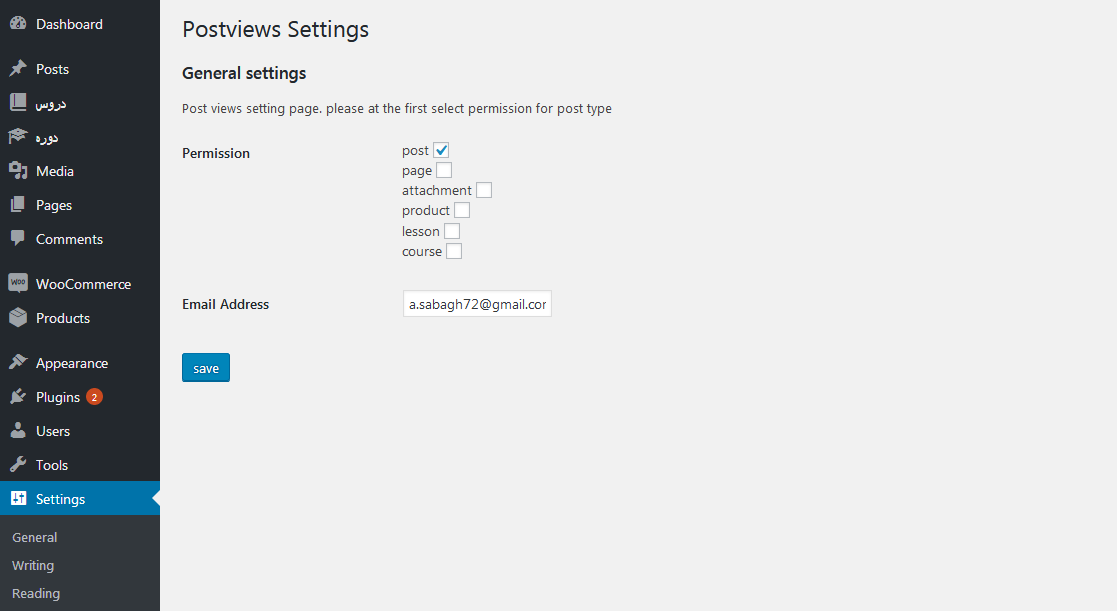 Dashboard
Posts
دروس
دوره
Media
Pages
Comments
WOO WooCommerce
Products
Appearance
Plugins 2
Users
Tools
Settings
General
Writing
Reading
Postviews Settings
General settings
Post views setting page. please at the first select permission for post type
Permission
post
page
attachment
product
lesson
course
Email Address a.sabagh72@gmail.cor
save